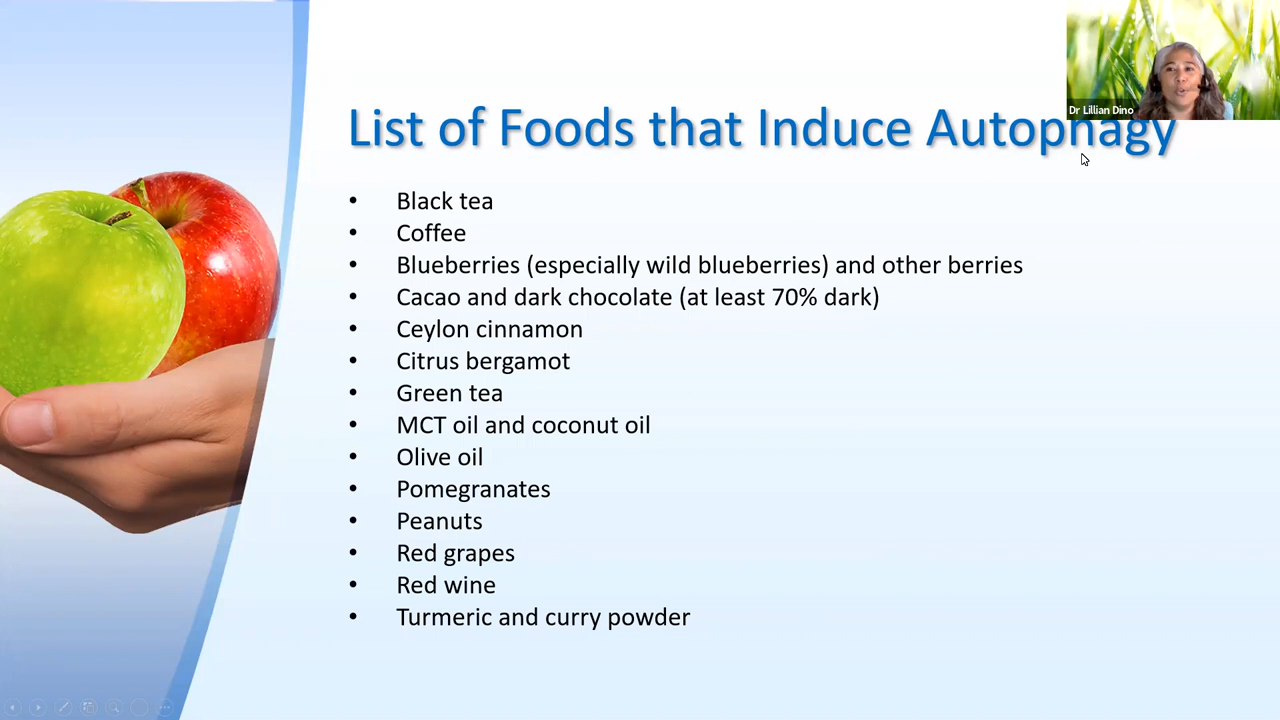 Dr Lillian Dino
List of Foods that Induce Autophagy
• Black tea
• Coffee
• Blueberries (especially wild blueberries) and other berries
• Cacao and dark chocolate (at least 70% dark)
• Ceylon cinnamon
• Citrus bergamot
• Green tea
• MCT oil and coconut oil
• Olive oil
• Pomegranates
• Peanuts
• Red grapes
• Red wine
• Turmeric and curry powder